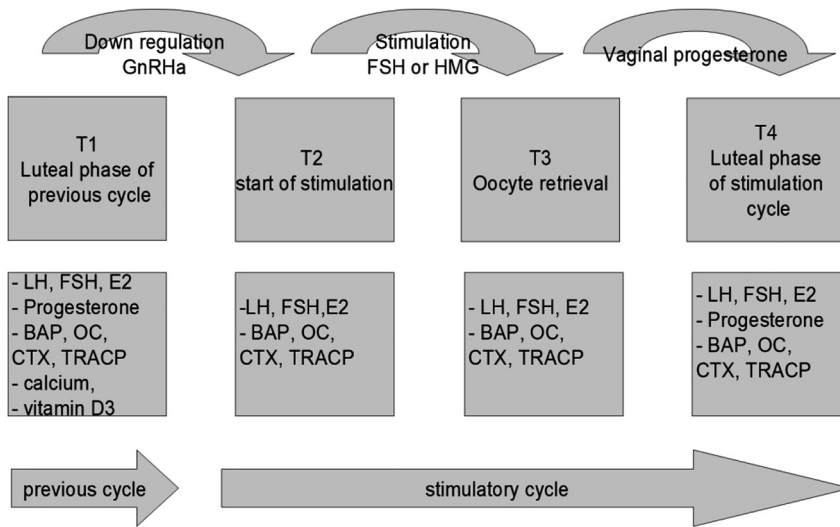 Down regulation
GnRHa
Stimulation
FSH or HMG
Vaginal progesterone
T1
Luteal phase of
previous cycle
T2
start of stimulation
T3
Oocyte retrieval
T4
Luteal phase
of stimulation
cycle
- LH, FSH, E2
- Progesterone
- BAP, OC,
CTX, TRACP
- calcium,
- vitamin D3
-LH, FSH,E2
- BAP, OC,
CTX, TRACP
- LH, FSH, E2
- BAP, OC,
CTX, TRACP
- LH, FSH, E2
- Progesterone
- BAP, OC,
CTX, TRACP
previous cycle
stimulatory cycle